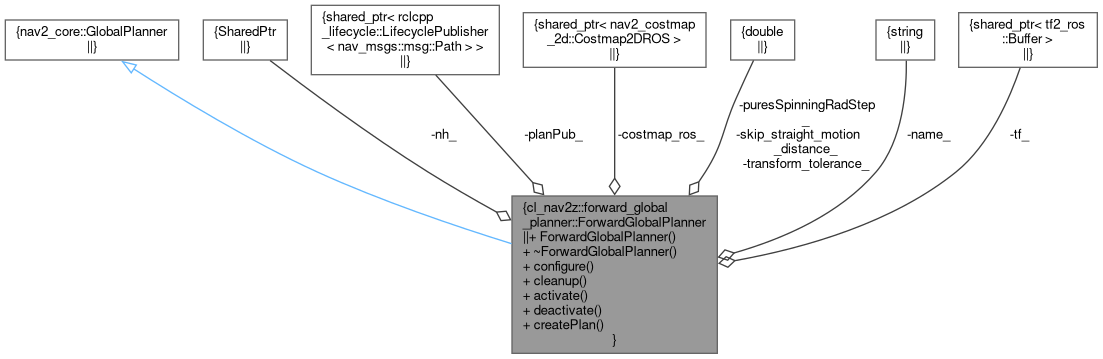 {nav2_core::GlobalPlanner
||}
{SharedPtr
||}
{shared_ptr< rclcpp
_lifecycle::LifecyclePublisher
< nav_msgs::msg::Path > >
||}
{shared_ptr< nav2_costmap
_2d::Costmap2DROS >
||}
{double
||}
{string
||}
{shared_ptr< tf2_ros
::Buffer >
||}
-nh_
-planPub_
-costmap_ros_
-puresSpinningRadStep
_
-skip_straight_motion
_distance_
-transform_tolerance_
-name_
-tf_
{cl_nav2z::forward_global
_planner::ForwardGlobalPlanner
||+ ForwardGlobalPlanner()
+ ~ForwardGlobalPlanner()
+ configure()
+ cleanup()
+ activate()
+ deactivate()
+ createPlan()
}